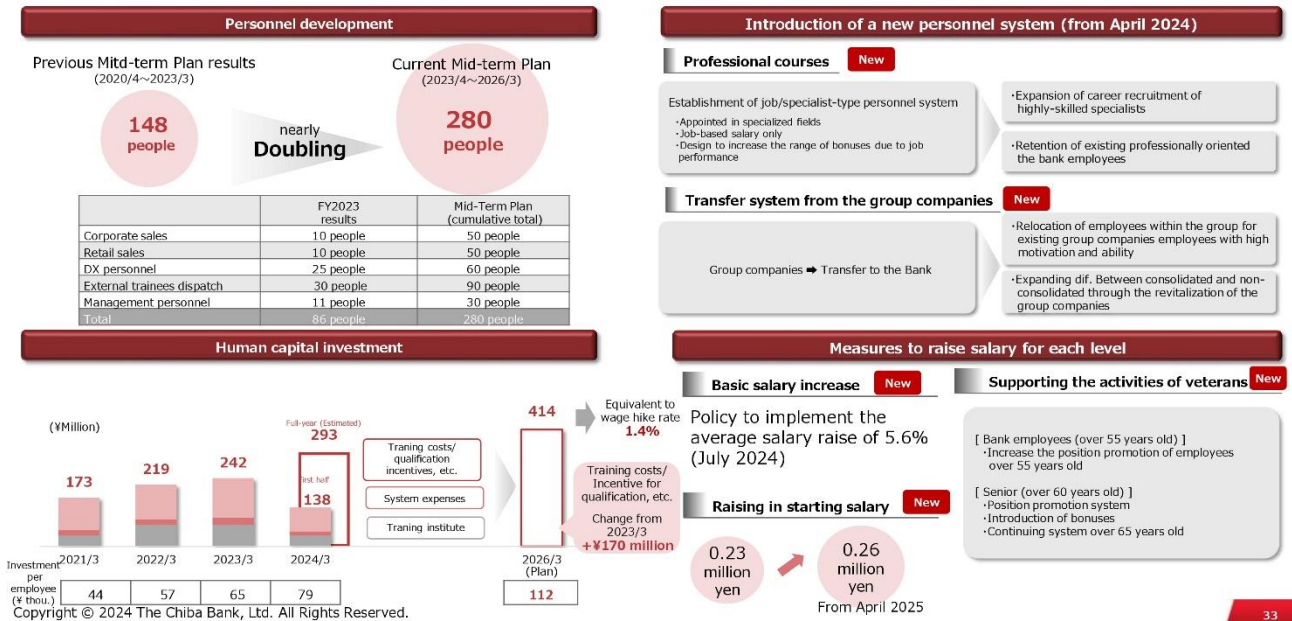 Personnel development
Previous Mitd-term Plan results
(2020/4~2023/3)
148
people
nearly
Doubling
Current Mid-term Plan
(2023/4~2026/3)
280
people
FY2023 results
Mid-Term Plan (cumulative total)
Corporate sales 10 people 50 people
Retail sales 10 people 50 people
DX personnel 25 people 60 people
External trainees dispatch 30 people 90 people
Management personnel 11 people 30 people
Total 86 people 280 people
Introduction of a new personnel system (from April 2024)
Professional courses
New
Establishment of job/specialist-type personnel system
・Appointed in specialized fields
・Job-based salary only
・Design to increase the range of bonuses due to job
performance
・Expansion of career recruitment of
highly-skilled specialists
・Retention of existing professionally oriented
the bank employees
Transfer system from the group companies
New
Group companies ➡ Transfer to the Bank
・Relocation of employees within the group for
existing group companies employees with high
motivation and ability
・Expanding dif. Between consolidated and non-
consolidated through the revitalization of the
group companies
Human capital investment
(¥Million)
173
219
242
Full-year (Estimated)
293
First half
138
Traning costs/
qualification
incentives, etc.
System expenses
Traning institute
414
Equivalent to
wage hike rate
1.4%
Training costs/
Incentive for
qualification, etc.
Change from
2023/3
+¥170 million
2021/3 2022/3 2023/3 2024/3
2026/3
(Plan)
Investment
per
employee
(¥ thou.)
44 57 65 79
112
Measures to raise salary for each level
Basic salary increase
New
Policy to implement the
average salary raise of 5.6%
(July 2024)
Raising in starting salary
New
0.23
million
yen
0.26
million
yen
From April 2025
Supporting the activities of veterans
New
[ Bank employees (over 55 years old) ]
・Increase the position promotion of employees
over 55 years old
[ Senior (over 60 years old) ]
・Position promotion system
・Introduction of bonuses
・Continuing system over 65 years old
Copyright © 2024 The Chiba Bank, Ltd. All Rights Reserved.
33